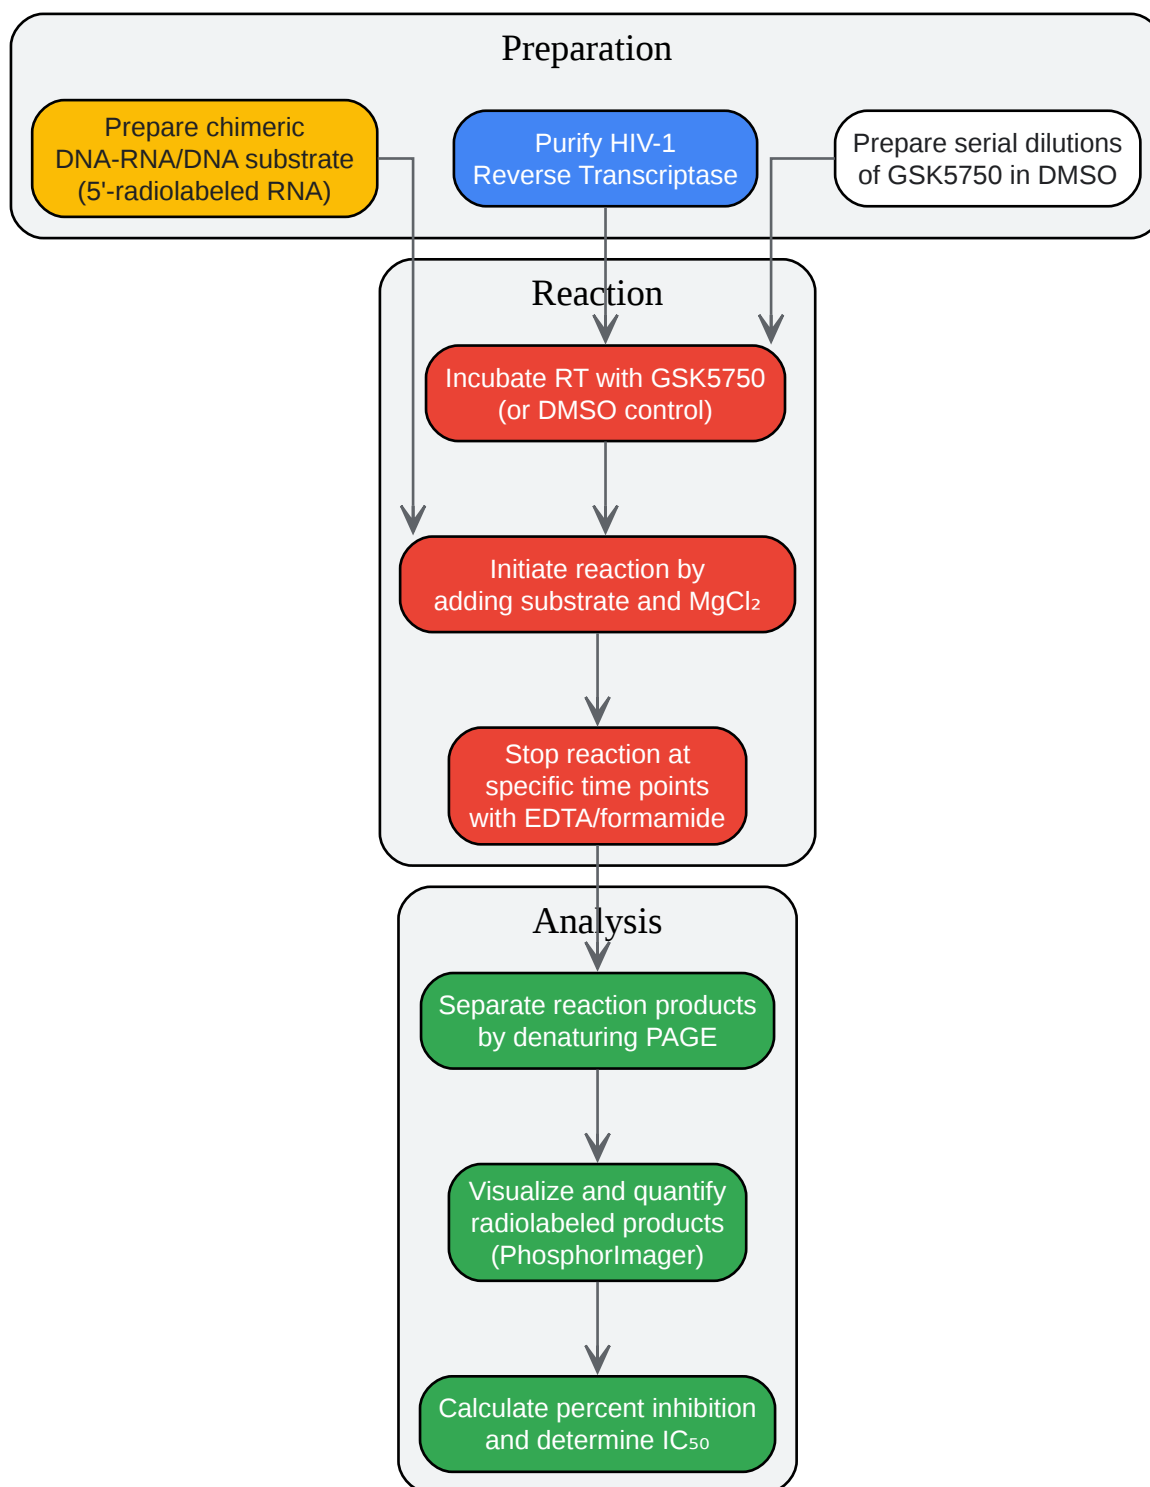 Preparation
Prepare chimeric
DNA-RNA/DNA substrate
(5'-radiolabeled RNA)
Purify HIV-1
Reverse Transcriptase
Prepare serial dilutions
of GSK5750 in DMSO
Reaction
Incubate RT with GSK5750
(or DMSO control)
Initiate reaction by
adding substrate and MgCl₂
Stop reaction at
specific time points
with EDTA/formamide
Analysis
Separate reaction products
by denaturing PAGE
Visualize and quantify
radiolabeled products
(PhosphorImager)
Calculate percent inhibition
and determine IC₅₀